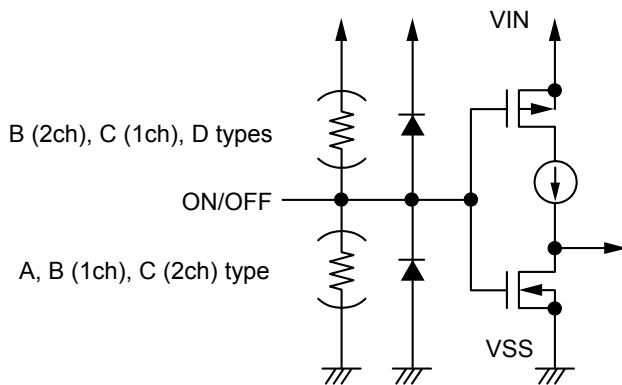 VIN
B (2ch), C (1ch), D types
ON/OFF
A, B (1ch), C (2ch) type
VSS